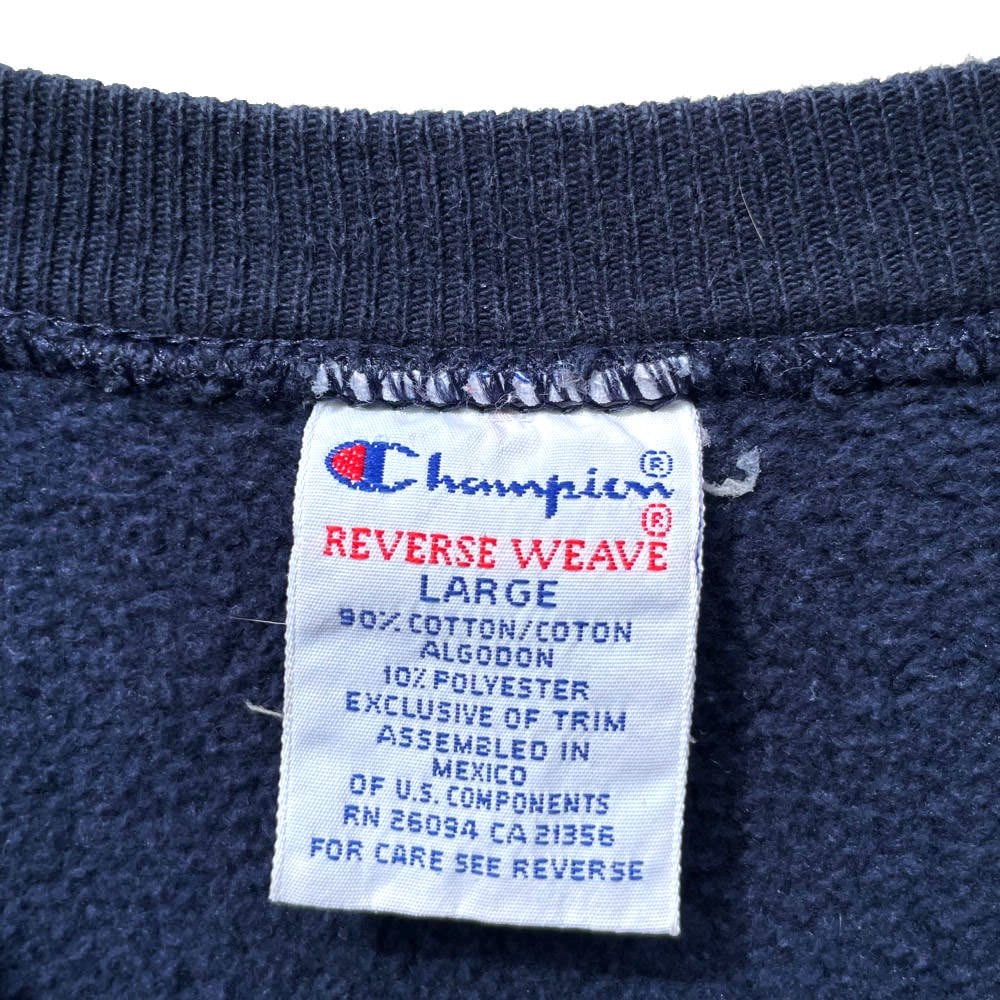 Champion®
REVERSE WEAVE®
LARGE
90% COTTON/COTON
ALGODON
10% POLYESTER
EXCLUSIVE OF TRIM
ASSEMBLED IN
MEXICO
OF U.S. COMPONENTS
RN 26094 CA 21356
FOR CARE SEE REVERSE